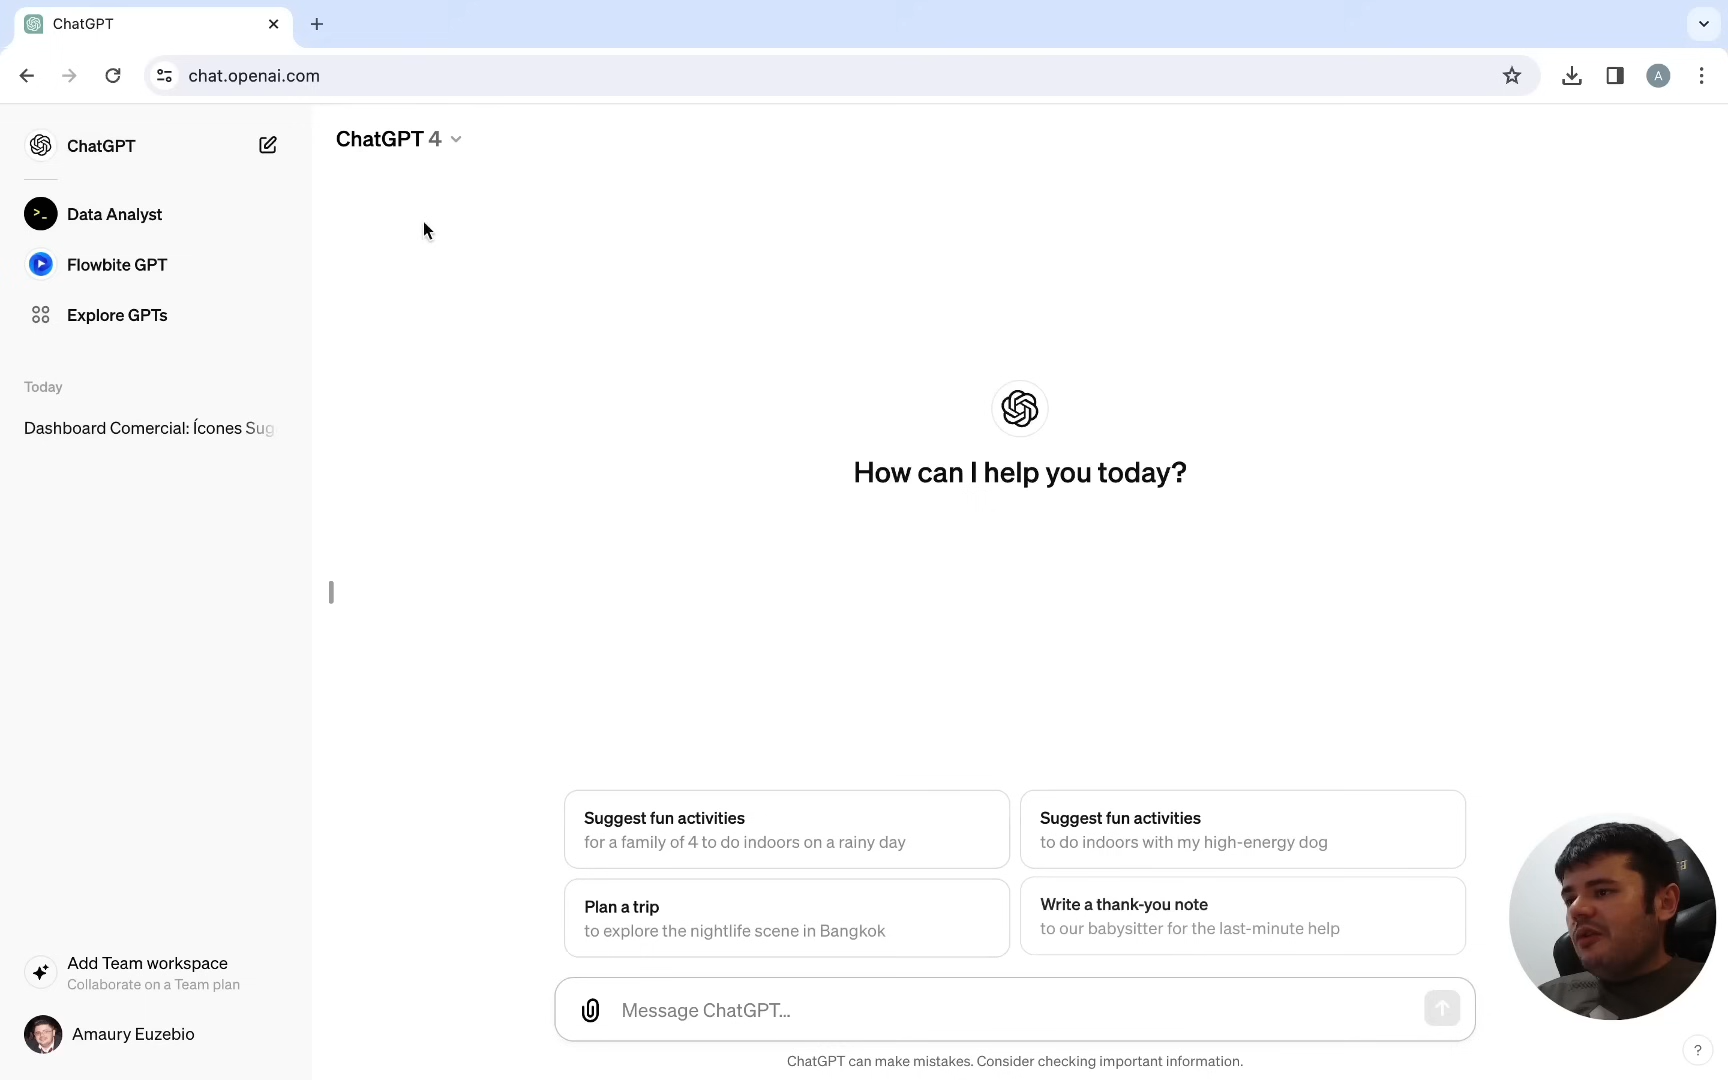 ChatGPT
chat.openai.com
A
ChatGPT
ChatGPT 4
>_ Data Analyst
Flowbite GPT
Explore GPTs
Today
Dashboard Comercial: Ícones Sug
How can I help you today?
Suggest fun activities
for a family of 4 to do indoors on a rainy day
Suggest fun activities
to do indoors with my high-energy dog
Plan a trip
to explore the nightlife scene in Bangkok
Write a thank-you note
to our babysitter for the last-minute help
Add Team workspace
Collaborate on a Team plan
Message ChatGPT...
Amaury Euzebio
ChatGPT can make mistakes. Consider checking important information.
?